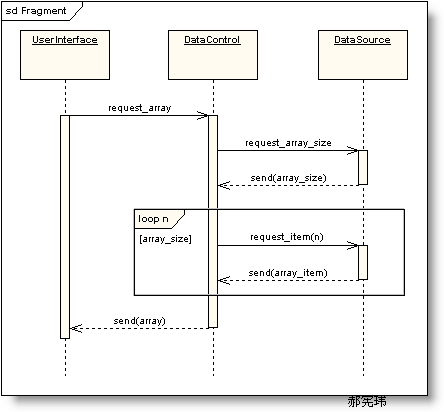 sd Fragment
UserInterface
DataControl
DataSource
request_array
request_array_size
send(array_size)
loop n
[array_size]
request_item(n)
send(array_item)
send(array)
郝宪玮